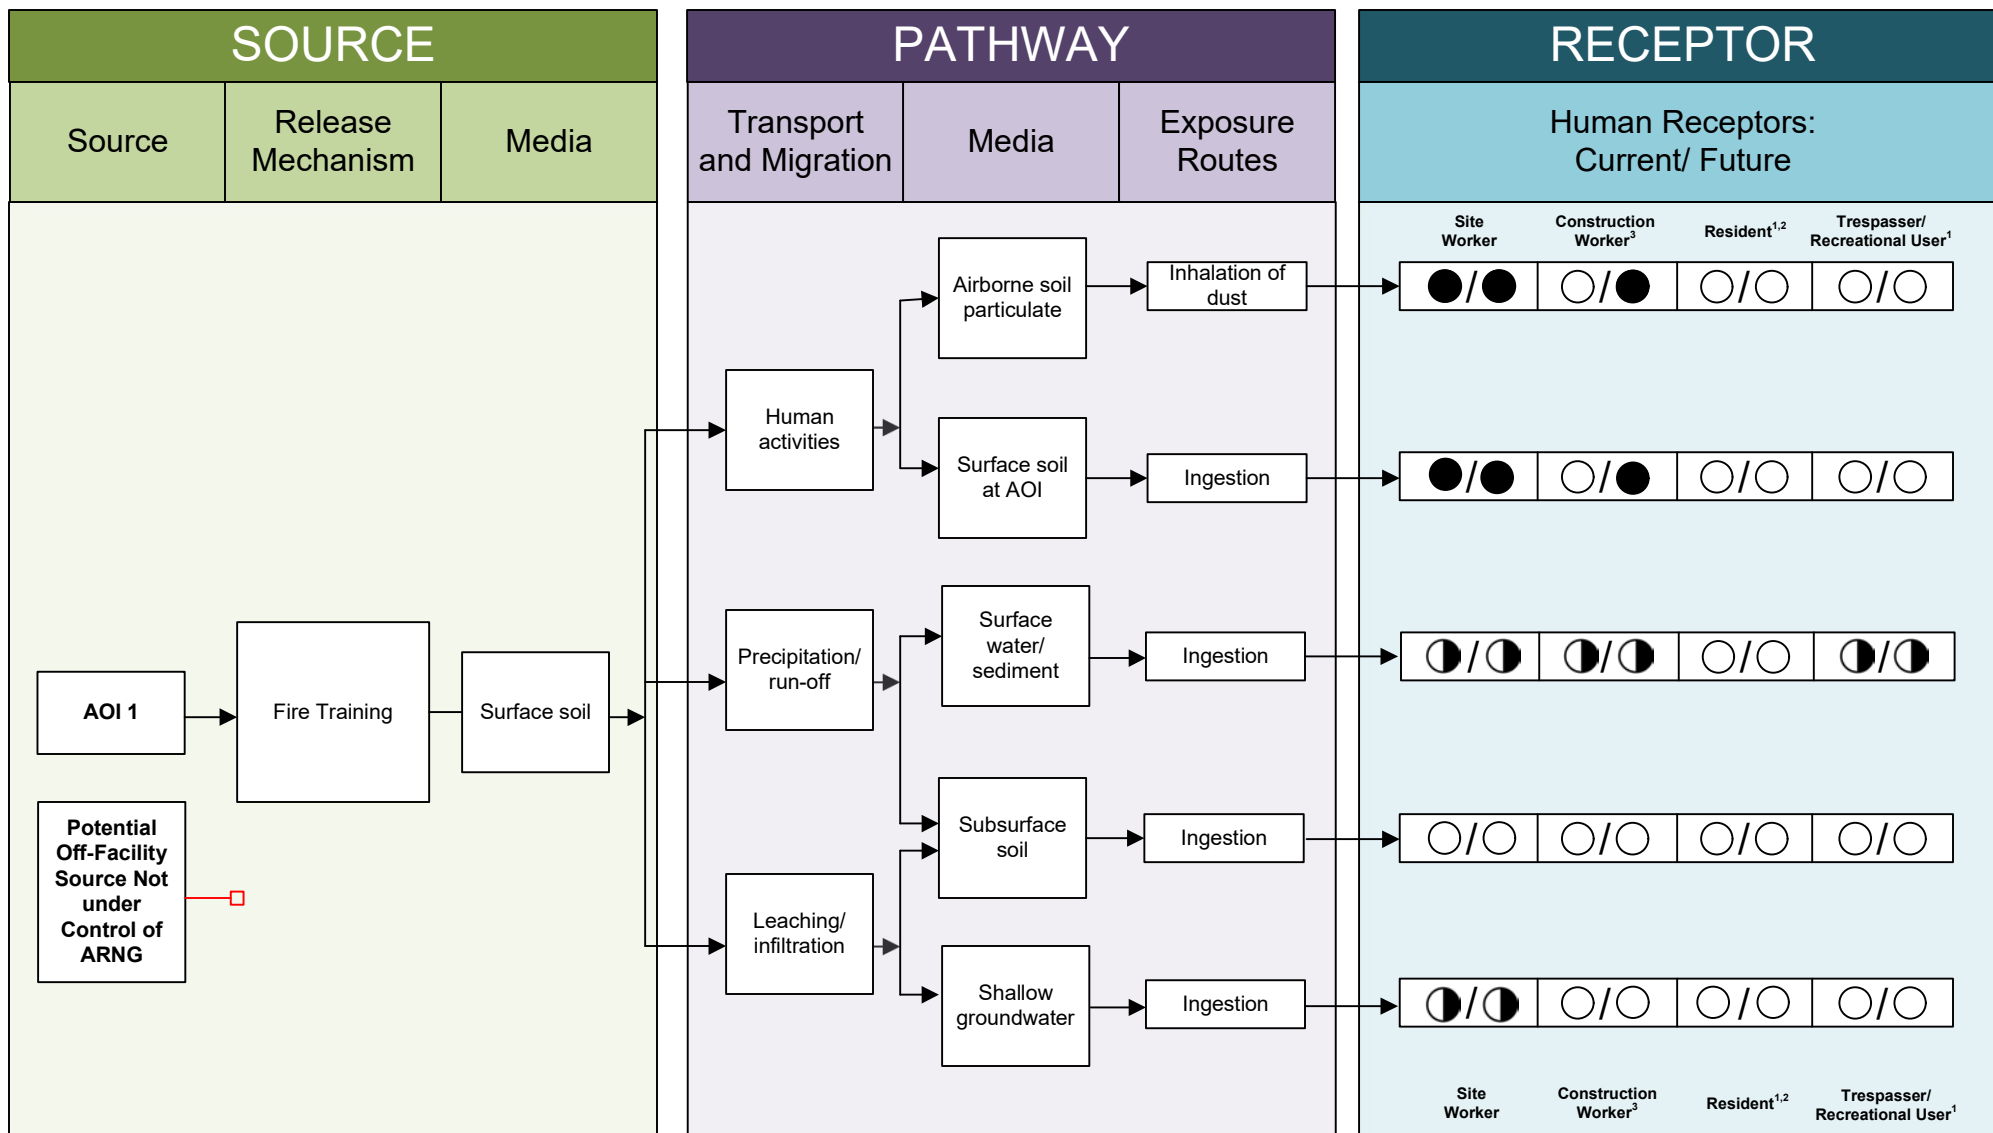 SOURCE
PATHWAY
RECEPTOR
Source
Release
Mechanism
Media
Transport
and Migration
Media
Exposure
Routes
Human Receptors:
Current/ Future
Site
Worker
Construction
Worker³
Resident¹,²
Trespasser/
Recreational User¹
Airborne soil
particulate
Inhalation of
dust
/
/
/
/
Human
activities
Surface soil
at AOI
Ingestion
/
/
/
/
AOI 1
Fire Training
Surface soil
Precipitation/
run-off
Surface
water/
sediment
Ingestion
/
/
/
/
Potential
Off-Facility
Source Not
under
Control of
ARNG
Subsurface
soil
Ingestion
/
/
/
/
Leaching/
infiltration
Shallow
groundwater
Ingestion
/
/
/
/
Site
Worker
Construction
Worker³
Resident¹,²
Trespasser/
Recreational User¹